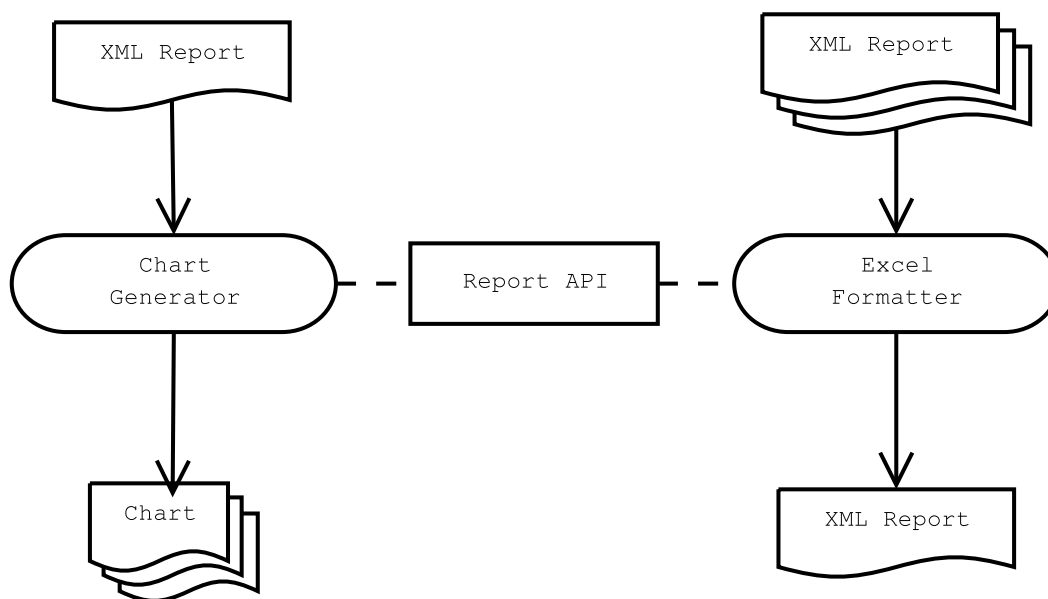 XML Report
XML Report
Chart
Generator
Report API
Excel
Formatter
Chart
XML Report